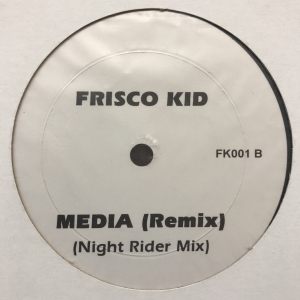 FRISCO KID
FK001 B
MEDIA (Remix)
(Night Rider Mix)